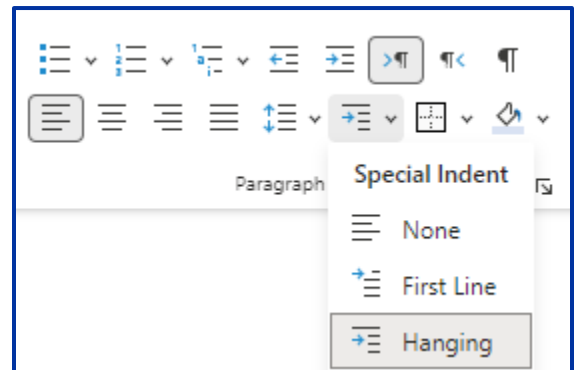 Paragraph
Special Indent
None
First Line
Hanging